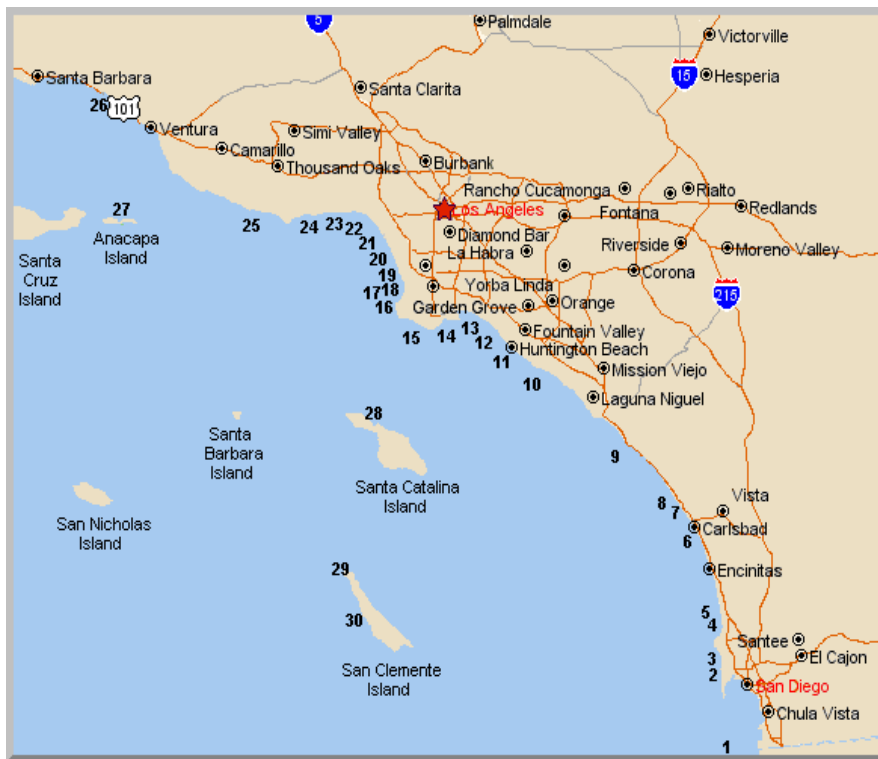 5
Palmdale
Victorville
15
Hesperia
Santa Barbara
Santa Clarita
26
101
Ventura
Simi Valley
Camarillo
Thousand Oaks
Burbank
Rancho Cucamonga
Rialto
27
Los Angeles
Fontana
Redlands
25
24
23
22
Diamond Bar
Anacapa
Island
21
La Habra
Riverside
Moreno Valley
Santa
Cruz
Island
20
19
Corona
17
18
Yorba Linda
215
16
Garden Grove
Orange
15
14
13
Fountain Valley
12
Huntington Beach
11
Mission Viejo
10
Laguna Niguel
28
Santa
Barbara
Island
9
Santa Catalina
Island
Vista
8
7
San Nicholas
Island
Carlsbad
6
29
Encinitas
5
30
4
Santee
3
El Cajon
San Clemente
Island
2
San Diego
Chula Vista
1